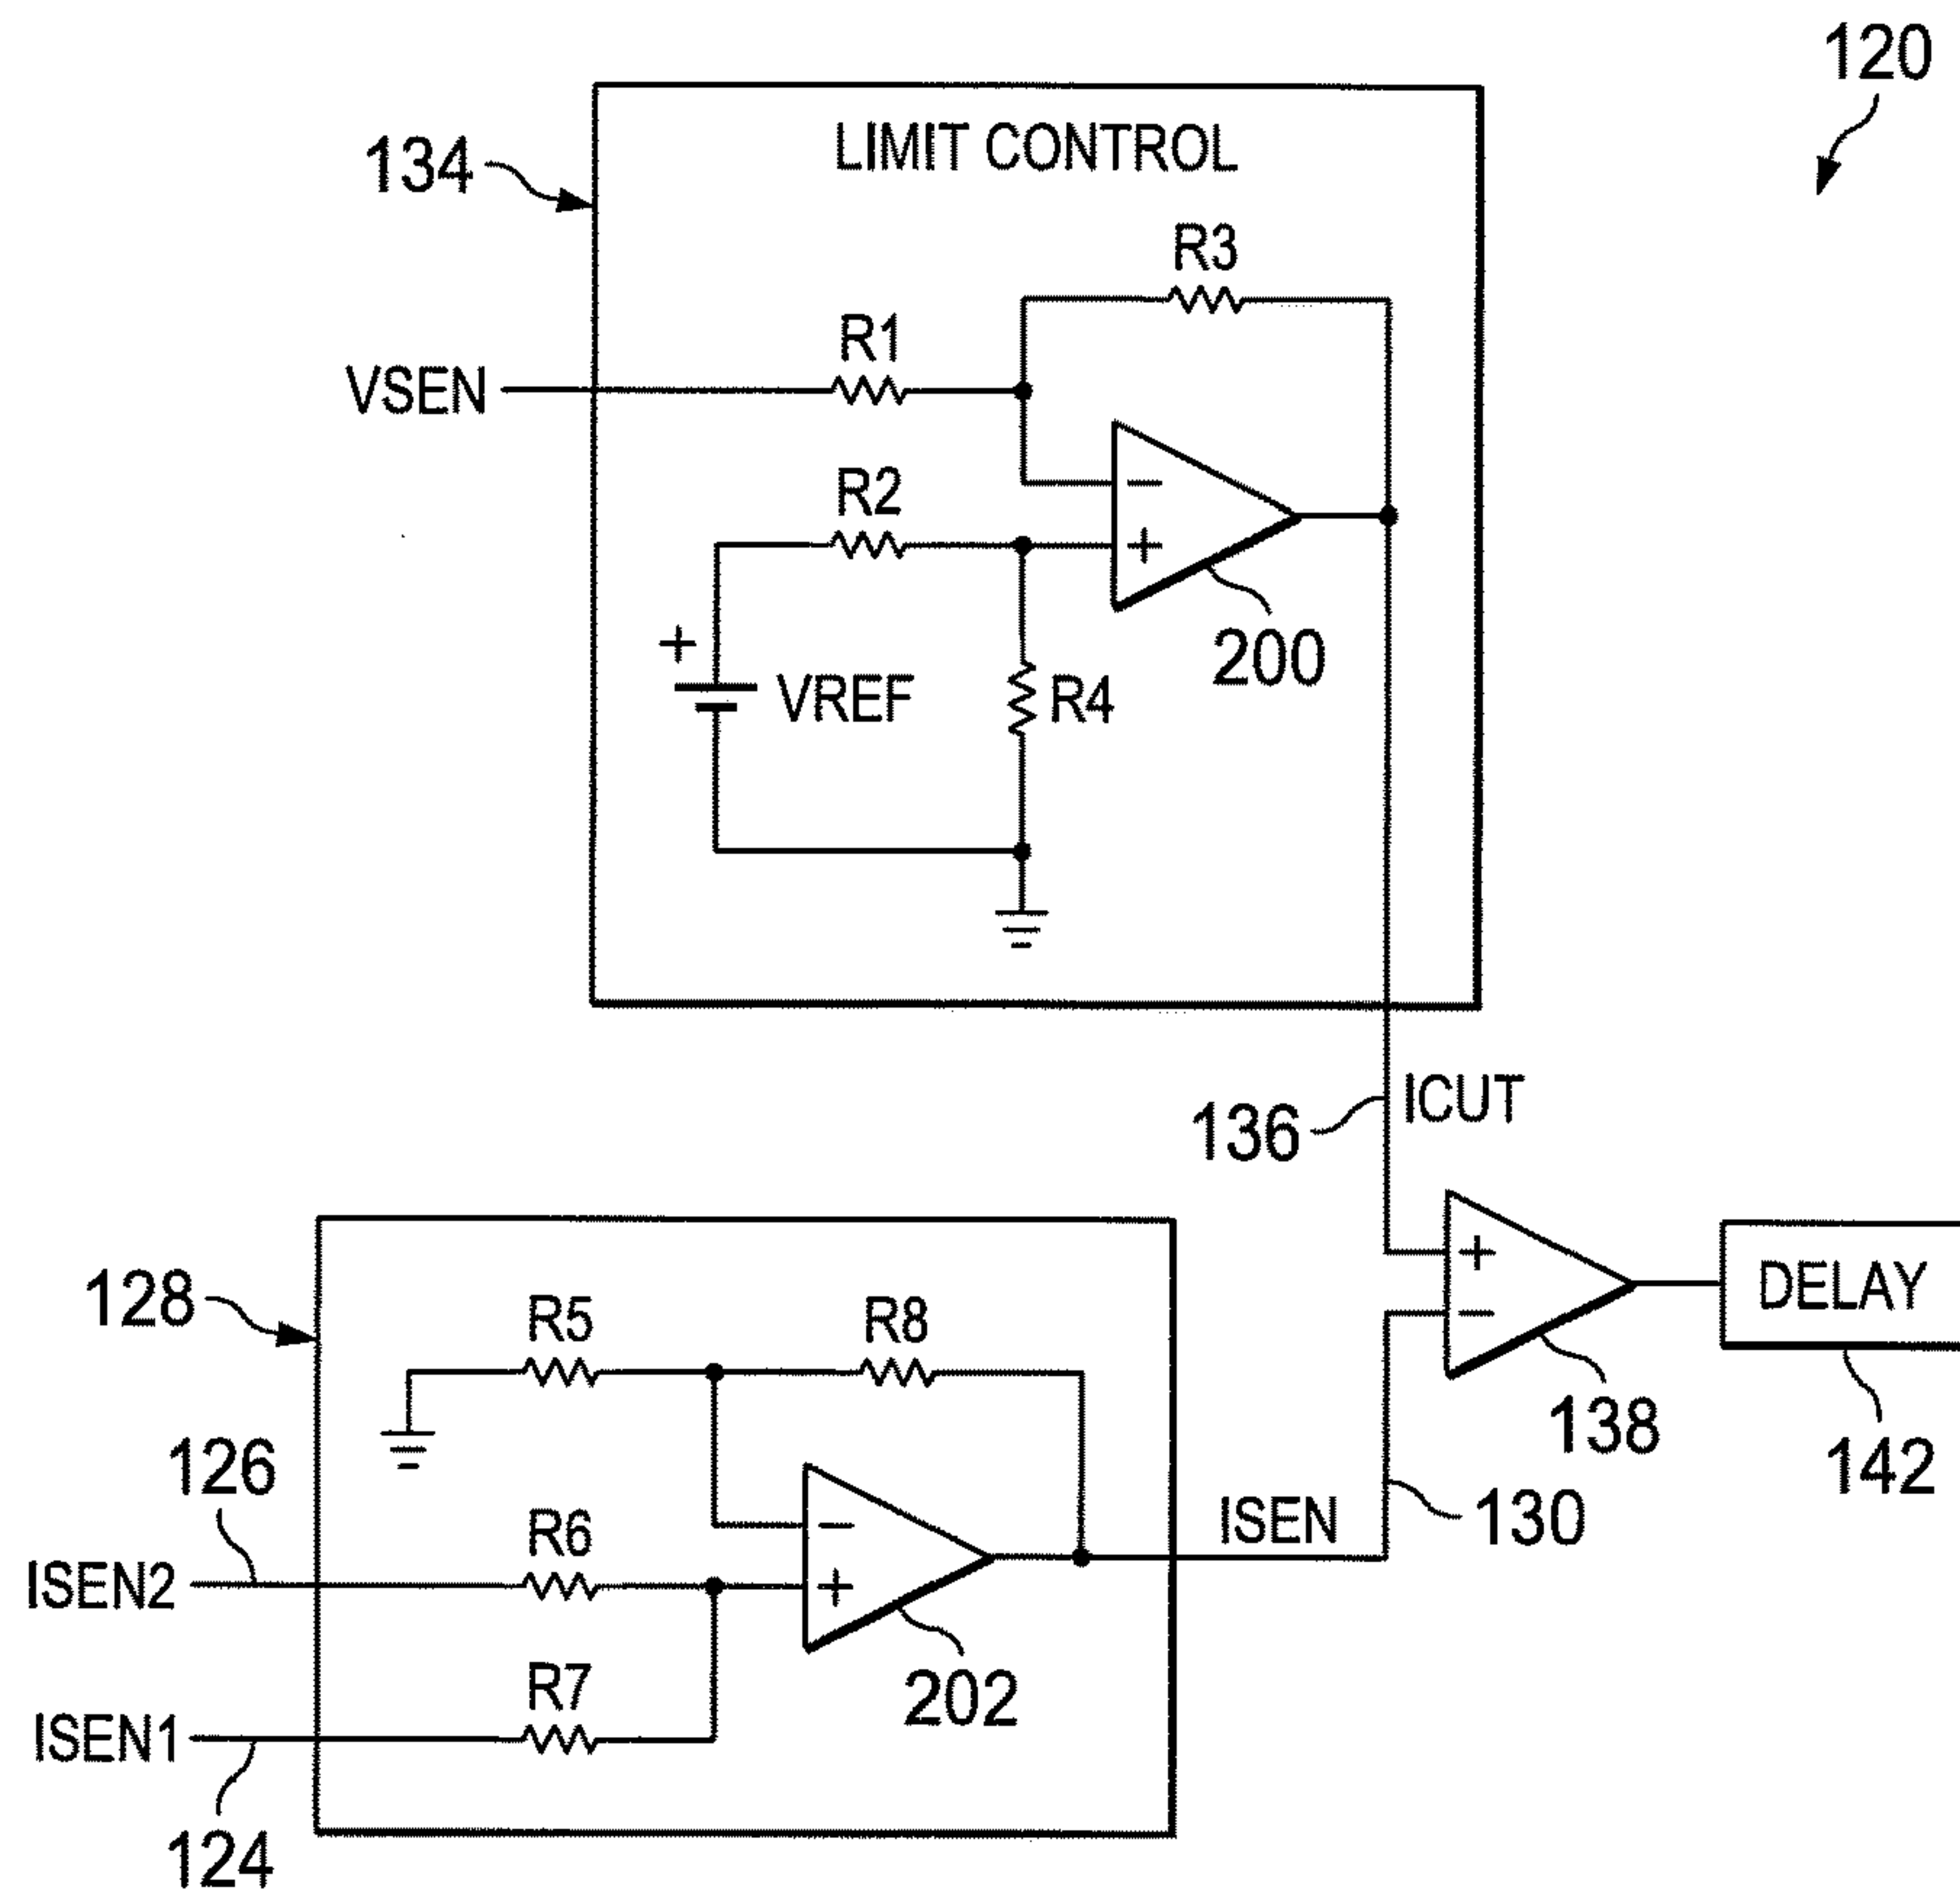 120
LIMIT CONTROL
134
R3
R1
VSEN
R2
−
+
200
+
VREF
R4
ICUT
136
+
−
DELAY
138
142
128
R5
R8
126
ISEN
130
−
R6
+
ISEN2
R7
202
ISEN1
124